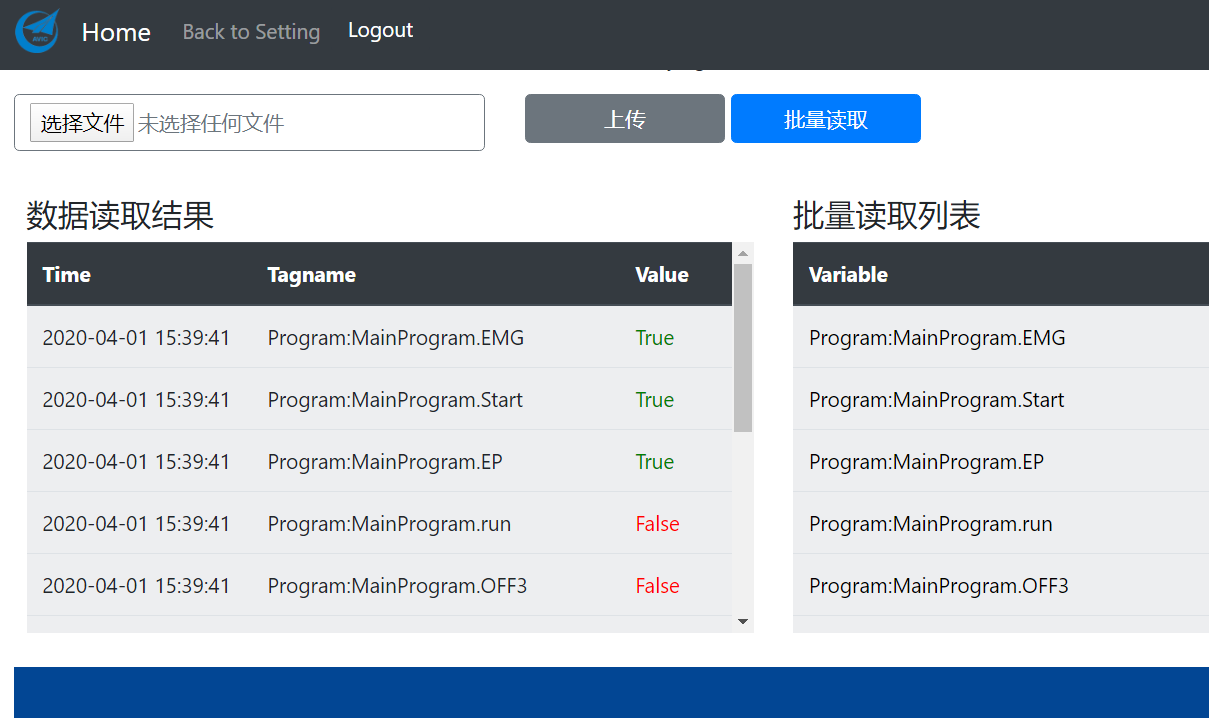 AVIC Home Back to Setting Logout
选择文件 未选择任何文件 上传 批量读取
数据读取结果 批量读取列表
Time Tagname Value Variable
2020-04-01 15:39:41 Program:MainProgram.EMG True Program:MainProgram.EMG
2020-04-01 15:39:41 Program:MainProgram.Start True Program:MainProgram.Start
2020-04-01 15:39:41 Program:MainProgram.EP True Program:MainProgram.EP
2020-04-01 15:39:41 Program:MainProgram.run False Program:MainProgram.run
2020-04-01 15:39:41 Program:MainProgram.OFF3 False Program:MainProgram.OFF3